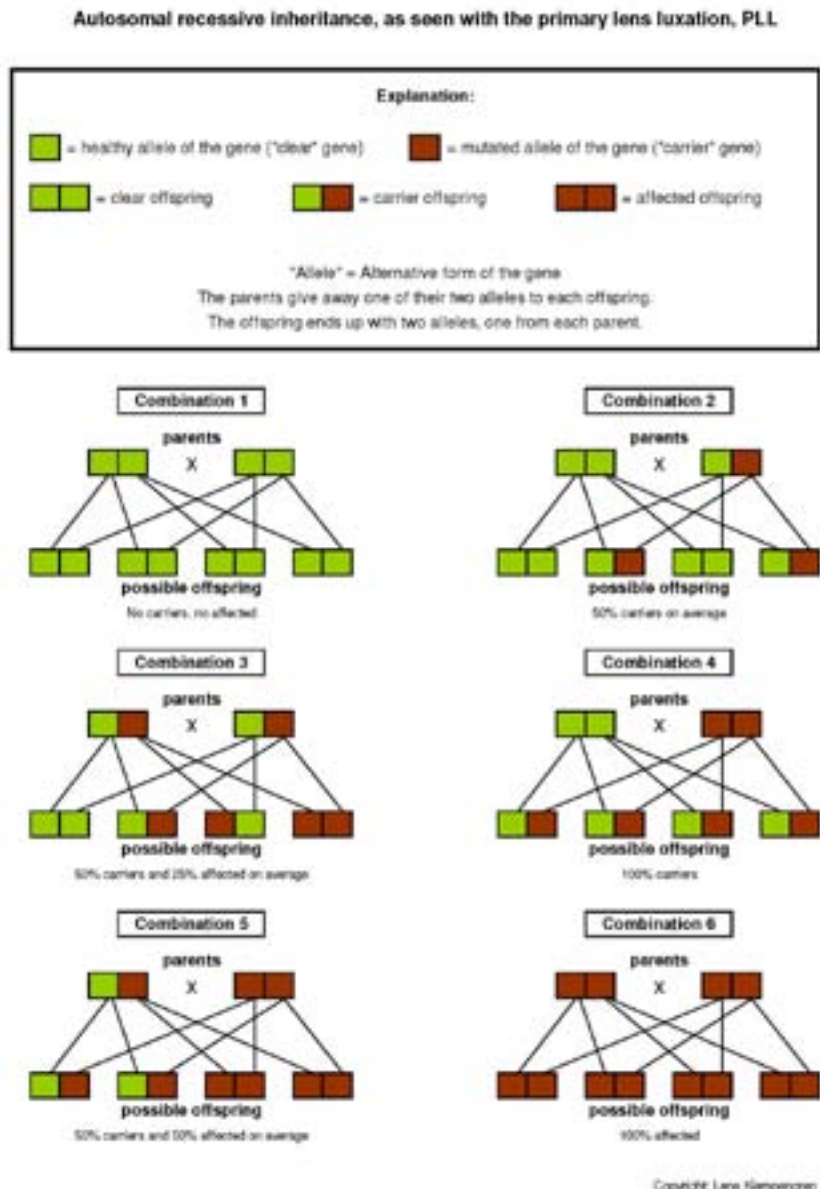 Autosomal recessive inheritance, as seen with the primary lens luxation, PLL
Explanation:
= healthy allele of the gene ("clear" gene)
= mutated allele of the gene ("carrier" gene)
= clear offspring
= carrier offspring
= affected offspring
"Allele" = Alternative form of the gene
The parents give away one of their two alleles to each offspring.
The offspring ends up with two alleles, one from each parent.
Combination 1
parents
X
possible offspring
No carriers, no affected
Combination 2
parents
X
possible offspring
50% carriers on average
Combination 3
parents
X
possible offspring
50% carriers and 25% affected on average
Combination 4
parents
X
possible offspring
100% carriers
Combination 5
parents
X
possible offspring
50% carriers and 50% affected on average
Combination 6
parents
X
possible offspring
100% affected
Copyright: